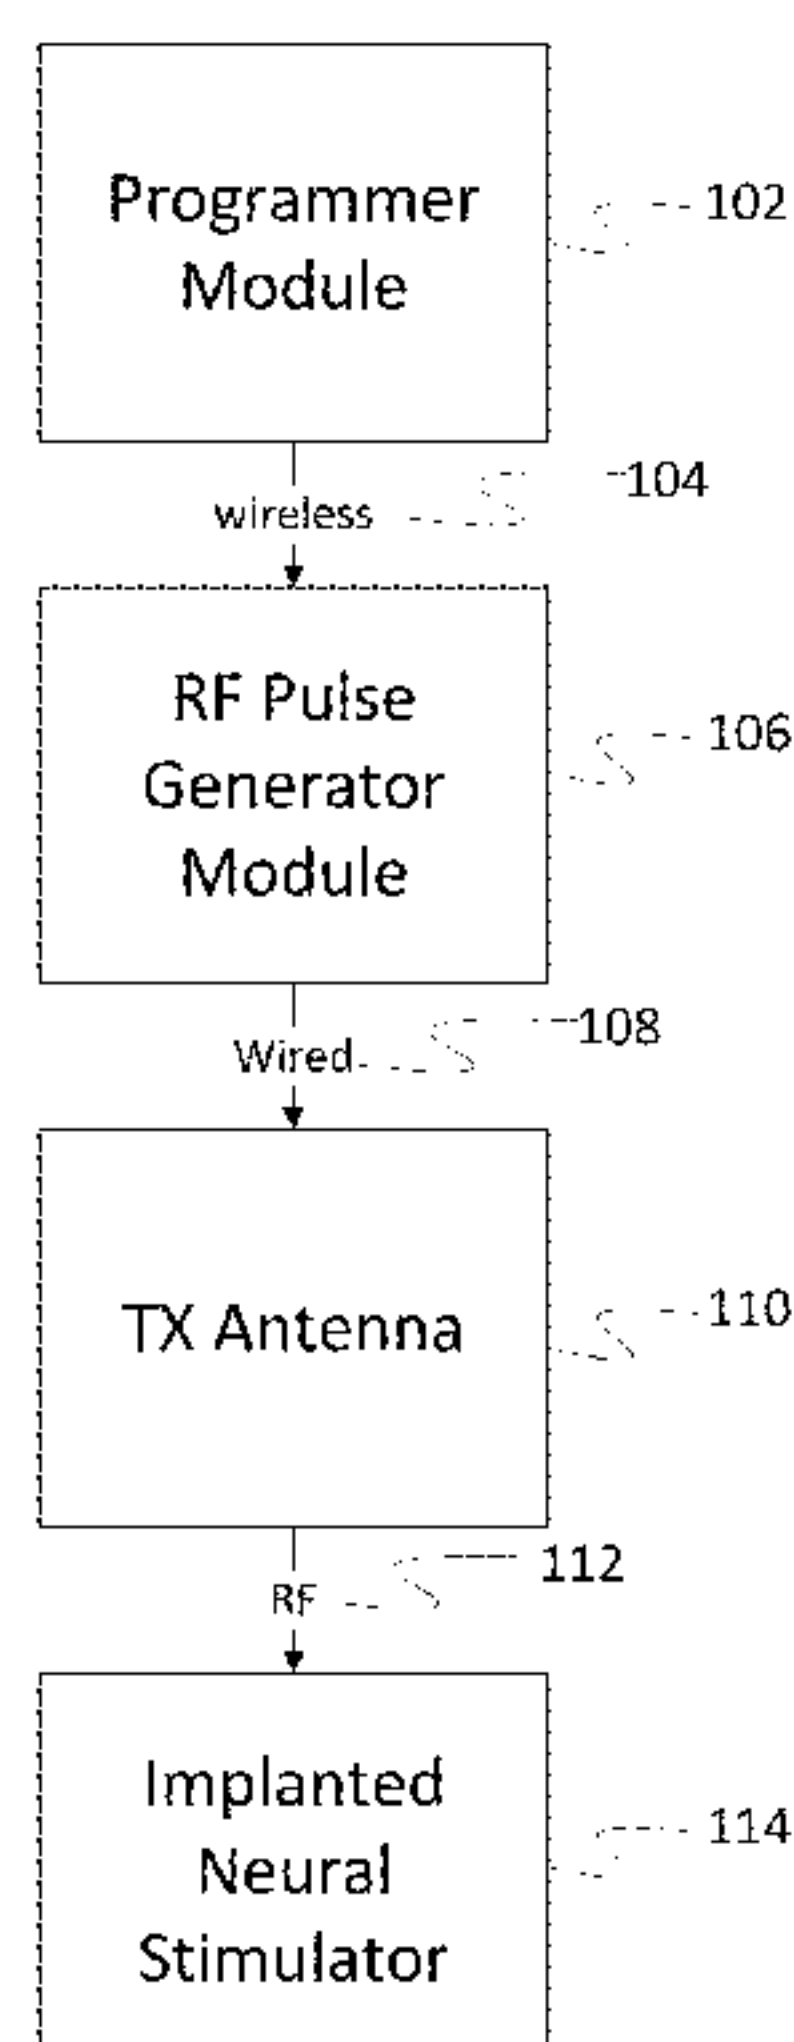 Programmer
Module
102
104
wireless
RF Pulse
Generator
Module
106
108
Wired
TX Antenna
110
112
RF
Implanted
Neural
Stimulator
114